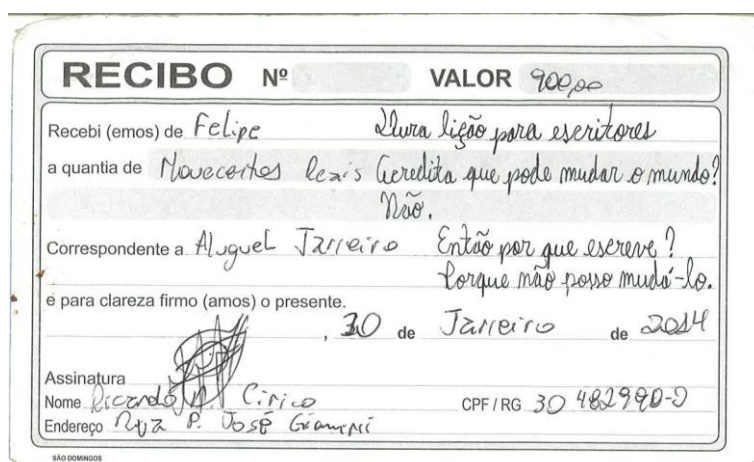 RECIBO Nº VALOR 900,00
Recebi (emos) de Felipe Dura lição para escritores
a quantia de Novecentos Reais Acredita que pode mudar o mundo?
Não.
Correspondente a Aluguel Janeiro Então por que escreve?
Porque não posso mudá-lo.
e para clareza firmo (amos) o presente.
, 30 de Janeiro de 2014
Assinatura
Nome Ricardo Cirico CPF / RG 30 482990-2
Endereço Rua P. José Giannini
SÃO DOMINGOS